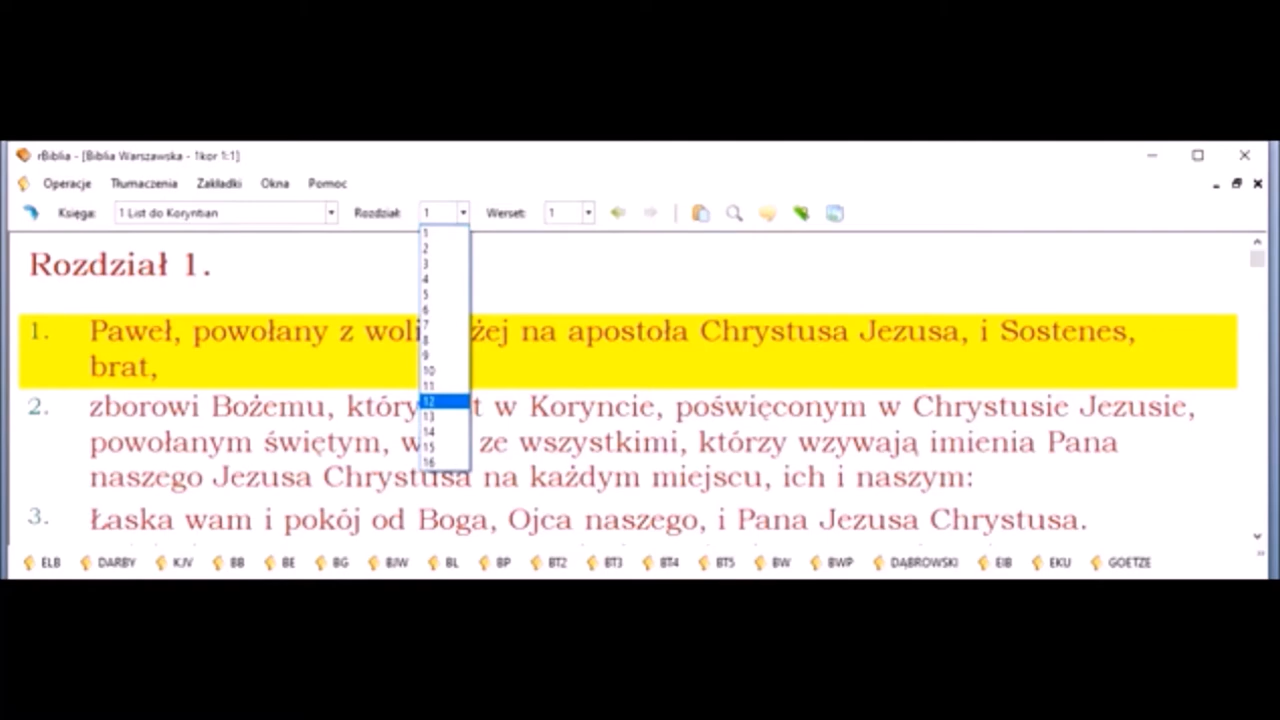 rBiblia - [Biblia Warszawska - 1kor 1:1]
Operacje Tłumaczenia Zakładki Okna Pomoc
Księga: 1 List do Koryntian Rozdział: 1 Werset: 1
1
2
3
4
5
6
7
8
9
10
11
12
13
14
15
16
Rozdział 1.
1. Paweł, powołany z woli żej na apostoła Chrystusa Jezusa, i Sostenes,
brat,
2. zborowi Bożemu, który t w Koryncie, poświęconym w Chrystusie Jezusie,
powołanym świętym, w ze wszystkimi, którzy wzywają imienia Pana
naszego Jezusa Chrystusa na każdym miejscu, ich i naszym:
3. Łaska wam i pokój od Boga, Ojca naszego, i Pana Jezusa Chrystusa.
ELB DARBY KJV BB BE BG BJW BL BP BT2 BT3 BT4 BT5 BW BWP DĄBROWSKI EIB EKU GOETZE